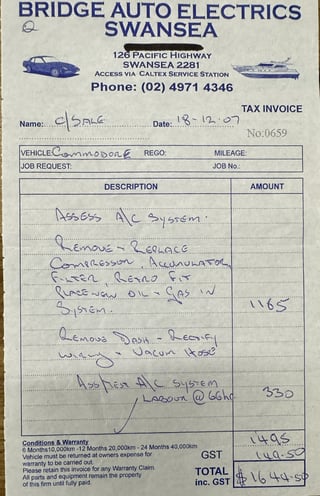 BRIDGE AUTO ELECTRICS
SWANSEA
126 PACIFIC HIGHWAY
SWANSEA 2281
ACCESS VIA CALTEX SERVICE STATION
Phone: (02) 4971 4346
TAX INVOICE
Name: C/SALE Date: 18-12-07
No:0659
VEHICLE: COMMODORE REGO: MILEAGE:
JOB REQUEST: JOB No.:
DESCRIPTION AMOUNT
ASSESS A/C SYSTEM.
REMOVE - REPLACE
COMPRESSOR, ACCUMULATOR
FILTER, RETRO FIT
PLACE NEW OIL - GAS IN
SYSTEM. 1165
REMOVE DASH - RECTIFY
WIRING + VACUM HOSE
A/C SYSTEM 330
LABOUR @ 66hr
1495
Conditions & Warranty
6 Months10,000km -12 Months 20,000km - 24 Months 40,000km
Vehicle must be returned at owners expense for
warranty to be carried out.
Please retain this invoice for any Warranty Claim.
All parts and equipment remain the property
of this firm until fully paid.
GST 149-50
TOTAL
inc. GST $1644-50